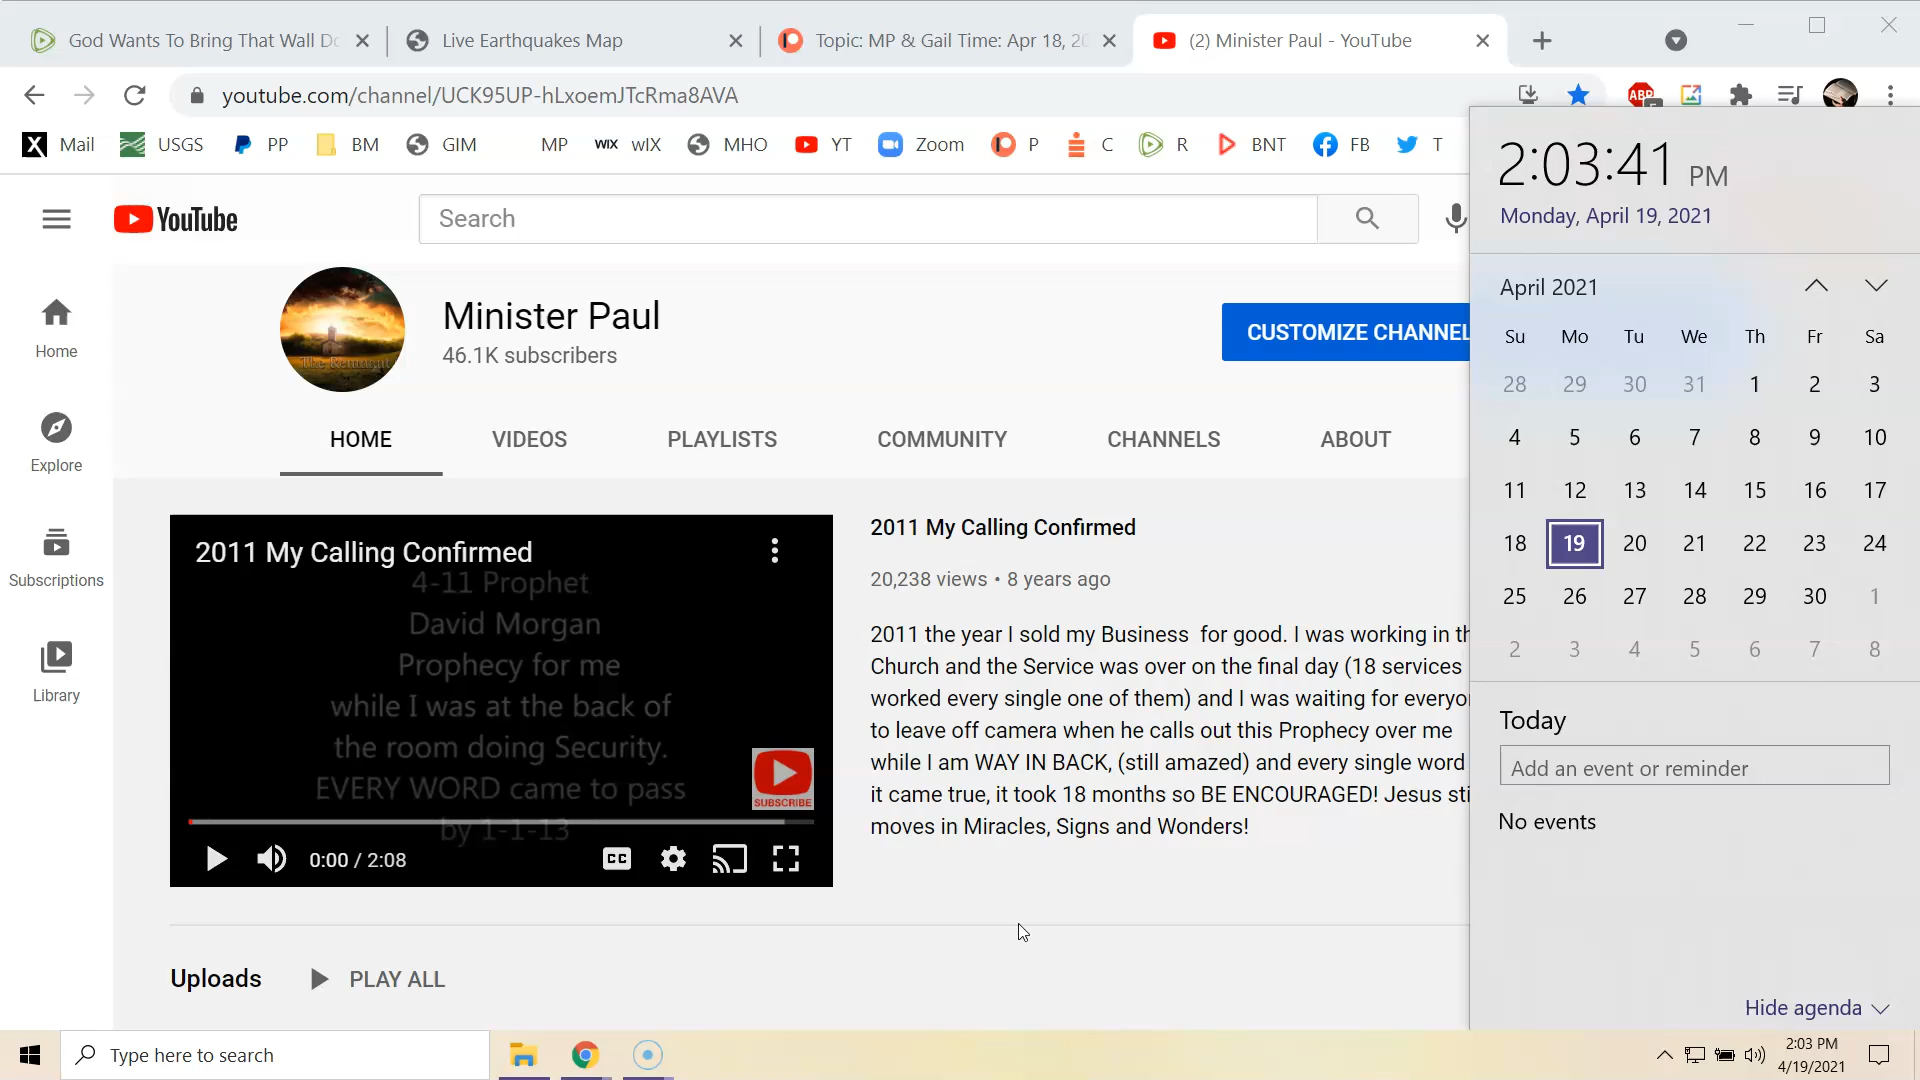 God Wants To Bring That Wall Do
Live Earthquakes Map
Topic: MP & Gail Time: Apr 18, 20
(2) Minister Paul - YouTube
youtube.com/channel/UCK95UP-hLxoemJTcRma8AVA
ABP
X Mail
USGS
PP
BM
GIM
MP
WIX wIX
MHO
YT
Zoom
P
C
R
BNT
FB
T
YouTube
Search
Home
Explore
Subscriptions
Library
The Remnant
Minister Paul
46.1K subscribers
CUSTOMIZE CHANNEL
HOME
VIDEOS
PLAYLISTS
COMMUNITY
CHANNELS
ABOUT
2011 My Calling Confirmed
4-11 Prophet
David Morgan
Prophecy for me
while I was at the back of
the room doing Security.
EVERY WORD came to pass
by 1-1-13
SUBSCRIBE
0:00 / 2:08
CC
2011 My Calling Confirmed
20,238 views • 8 years ago
2011 the year I sold my Business for good. I was working in th
Church and the Service was over on the final day (18 services
worked every single one of them) and I was waiting for everyo
to leave off camera when he calls out this Prophecy over me
while I am WAY IN BACK, (still amazed) and every single word
it came true, it took 18 months so BE ENCOURAGED! Jesus sti
moves in Miracles, Signs and Wonders!
Uploads
PLAY ALL
2:03:41 PM
Monday, April 19, 2021
April 2021
Su Mo Tu We Th Fr Sa
28 29 30 31 1 2 3
4 5 6 7 8 9 10
11 12 13 14 15 16 17
18 19 20 21 22 23 24
25 26 27 28 29 30 1
2 3 4 5 6 7 8
Today
Add an event or reminder
No events
Hide agenda
Type here to search
2:03 PM
4/19/2021